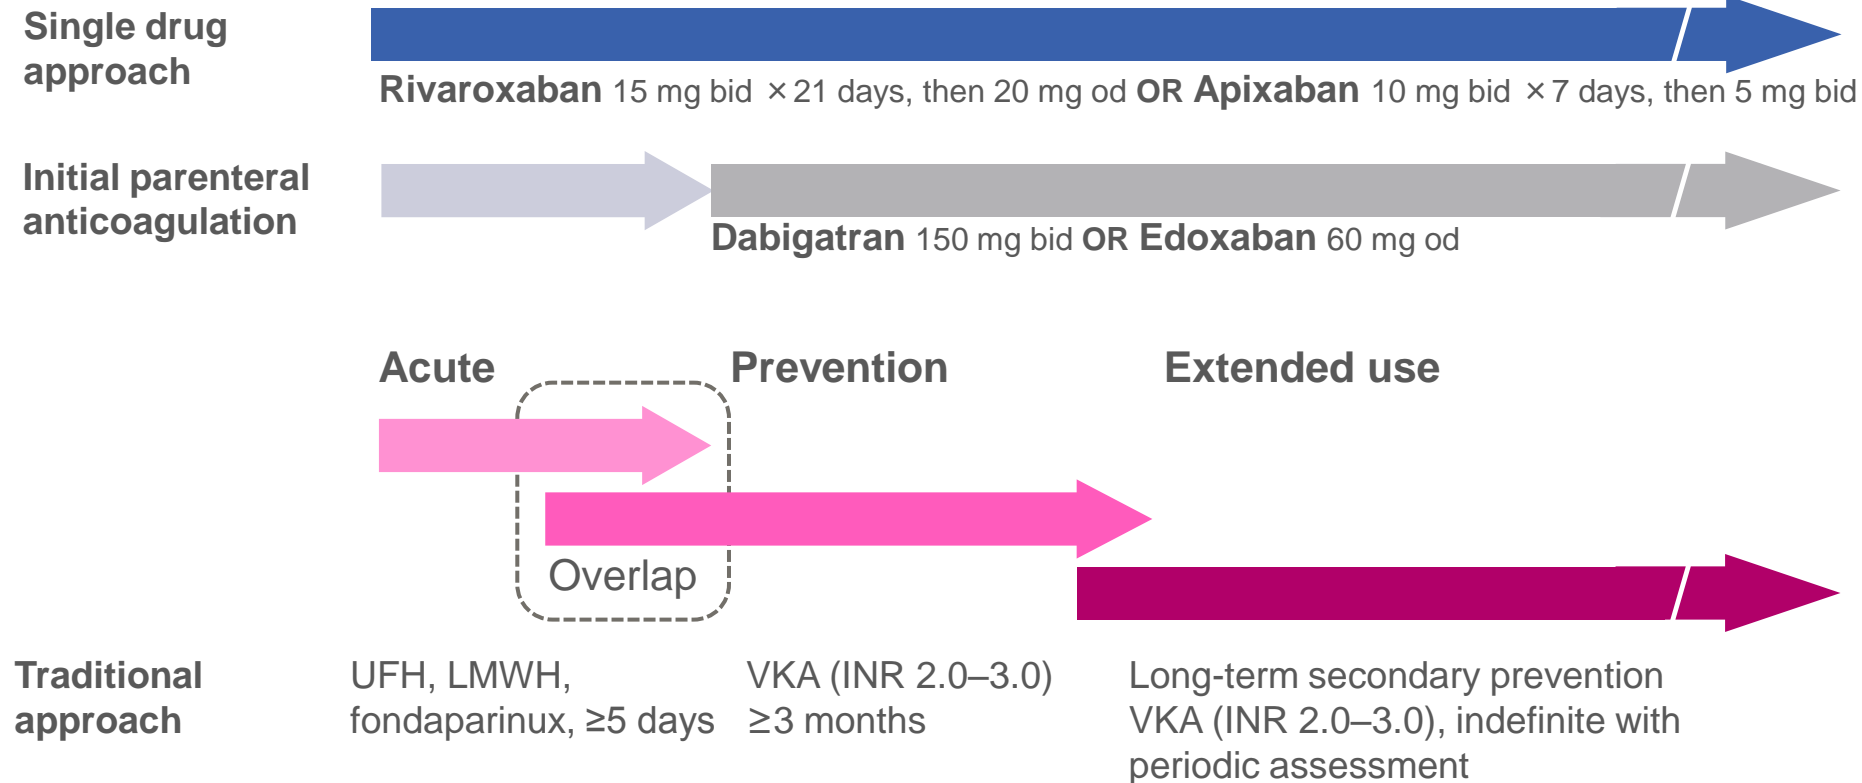 Single drug
approach
Rivaroxaban 15 mg bid ×21 days, then 20 mg od OR Apixaban 10 mg bid ×7 days, then 5 mg bid
Initial parenteral
anticoagulation
Dabigatran 150 mg bid OR Edoxaban 60 mg od
Acute
Prevention
Extended use
Overlap
Traditional
approach
UFH, LMWH,
fondaparinux, ≥5 days
VKA (INR 2.0–3.0)
≥3 months
Long-term secondary prevention
VKA (INR 2.0–3.0), indefinite with
periodic assessment